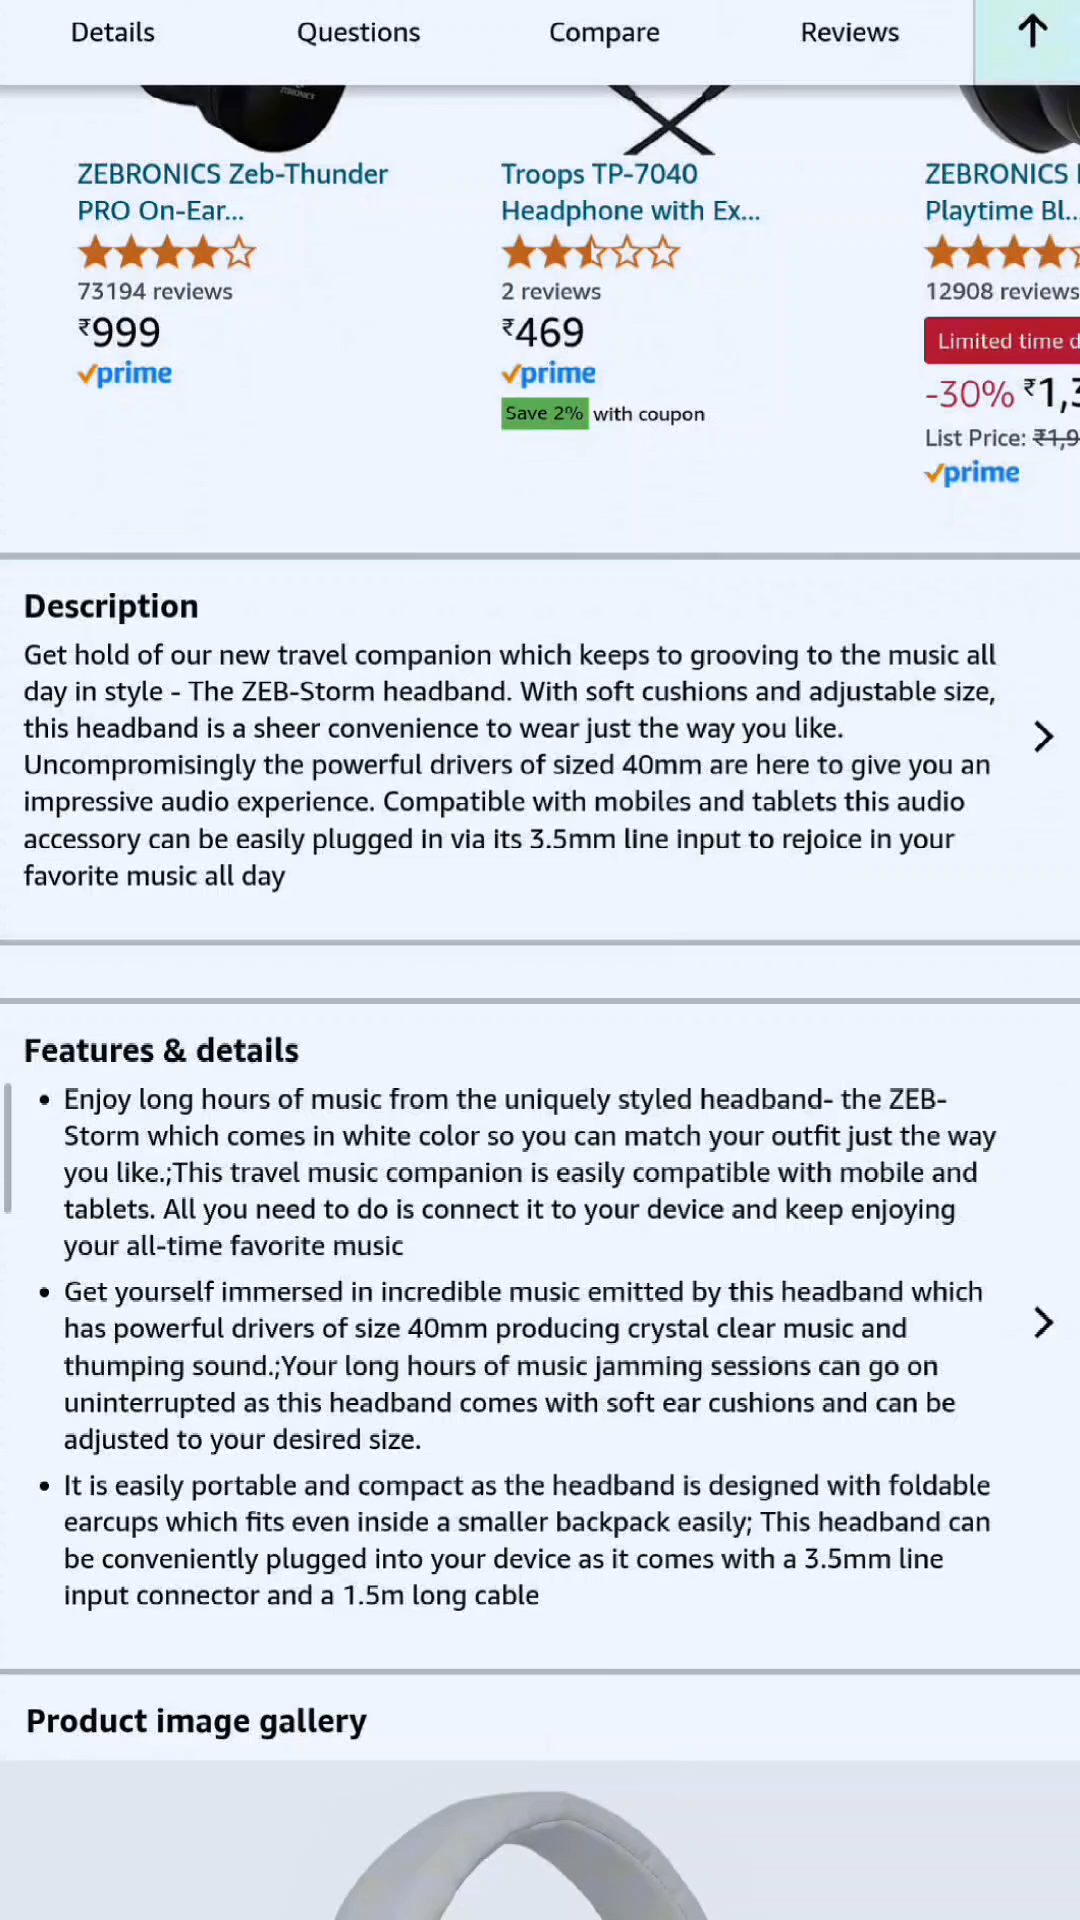 Details Questions Compare Reviews
ZEBRONICS
ZEBRONICS Zeb-Thunder
PRO On-Ear...
73194 reviews
₹999
prime
Troops TP-7040
Headphone with Ex...
2 reviews
₹469
prime
Save 2% with coupon
ZEBRONICS
Playtime Bl...
12908 reviews
Limited time d
-30% ₹1,3
List Price: ₹1,9
prime
Description
Get hold of our new travel companion which keeps to grooving to the music all
day in style - The ZEB-Storm headband. With soft cushions and adjustable size,
this headband is a sheer convenience to wear just the way you like.
Uncompromisingly the powerful drivers of sized 40mm are here to give you an
impressive audio experience. Compatible with mobiles and tablets this audio
accessory can be easily plugged in via its 3.5mm line input to rejoice in your
favorite music all day
Features & details
• Enjoy long hours of music from the uniquely styled headband- the ZEB-
Storm which comes in white color so you can match your outfit just the way
you like.;This travel music companion is easily compatible with mobile and
tablets. All you need to do is connect it to your device and keep enjoying
your all-time favorite music
• Get yourself immersed in incredible music emitted by this headband which
has powerful drivers of size 40mm producing crystal clear music and
thumping sound.;Your long hours of music jamming sessions can go on
uninterrupted as this headband comes with soft ear cushions and can be
adjusted to your desired size.
• It is easily portable and compact as the headband is designed with foldable
earcups which fits even inside a smaller backpack easily; This headband can
be conveniently plugged into your device as it comes with a 3.5mm line
input connector and a 1.5m long cable
Product image gallery